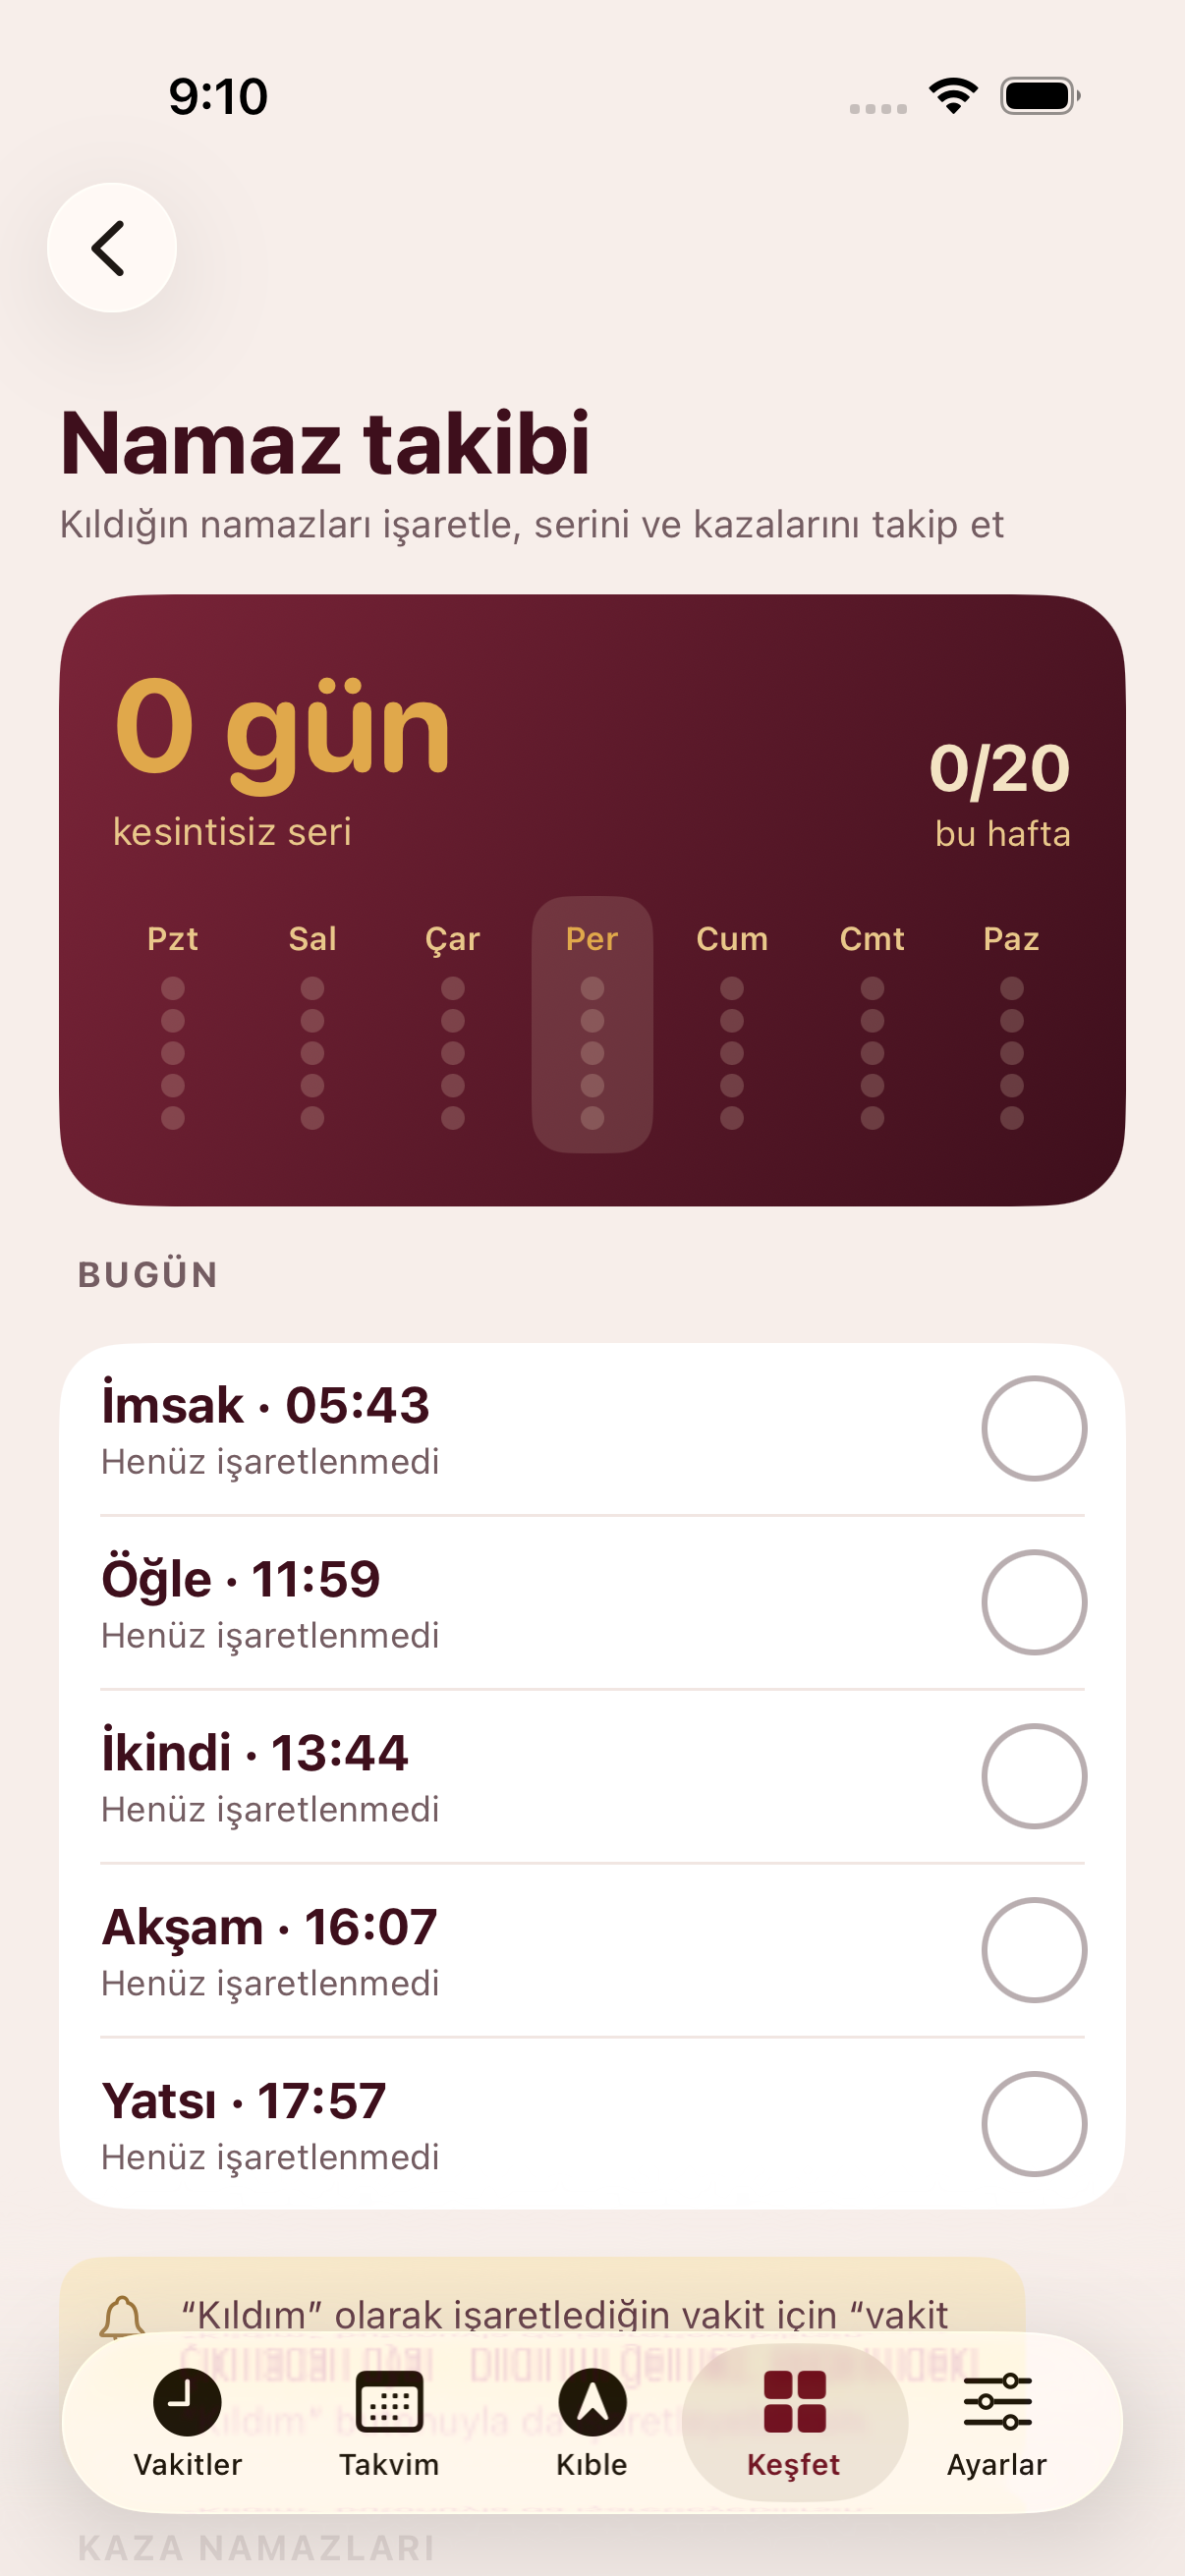 9:10
Namaz takibi
Kıldığın namazları işaretle, serini ve kazalarını takip et
0 gün
kesintisiz seri
0/20
bu hafta
Pzt Sal Çar Per Cum Cmt Paz
BUGÜN
İmsak · 05:43
Henüz işaretlenmedi
Öğle · 11:59
Henüz işaretlenmedi
İkindi · 13:44
Henüz işaretlenmedi
Akşam · 16:07
Henüz işaretlenmedi
Yatsı · 17:57
Henüz işaretlenmedi
“Kıldım” olarak işaretlediğin vakit için “vakit
Vakitler Takvim Kıble Keşfet Ayarlar
KAZA NAMAZLARI